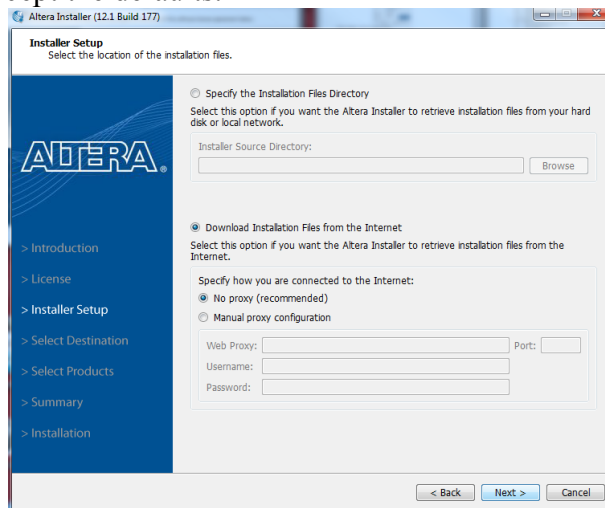 the defaults.
Altera Installer (12.1 Build 177)
Installer Setup
Select the location of the installation files.
Specify the Installation Files Directory
Select this option if you want the Altera Installer to retrieve installation files from your hard
disk or local network.
Installer Source Directory:
Browse
ALTERA®
Download Installation Files from the Internet
Select this option if you want the Altera Installer to retrieve installation files from the
Internet.
> Introduction
> License
> Installer Setup
> Select Destination
> Select Products
> Summary
> Installation
Specify how you are connected to the Internet:
No proxy (recommended)
Manual proxy configuration
Web Proxy: Port:
Username:
Password:
< Back Next > Cancel